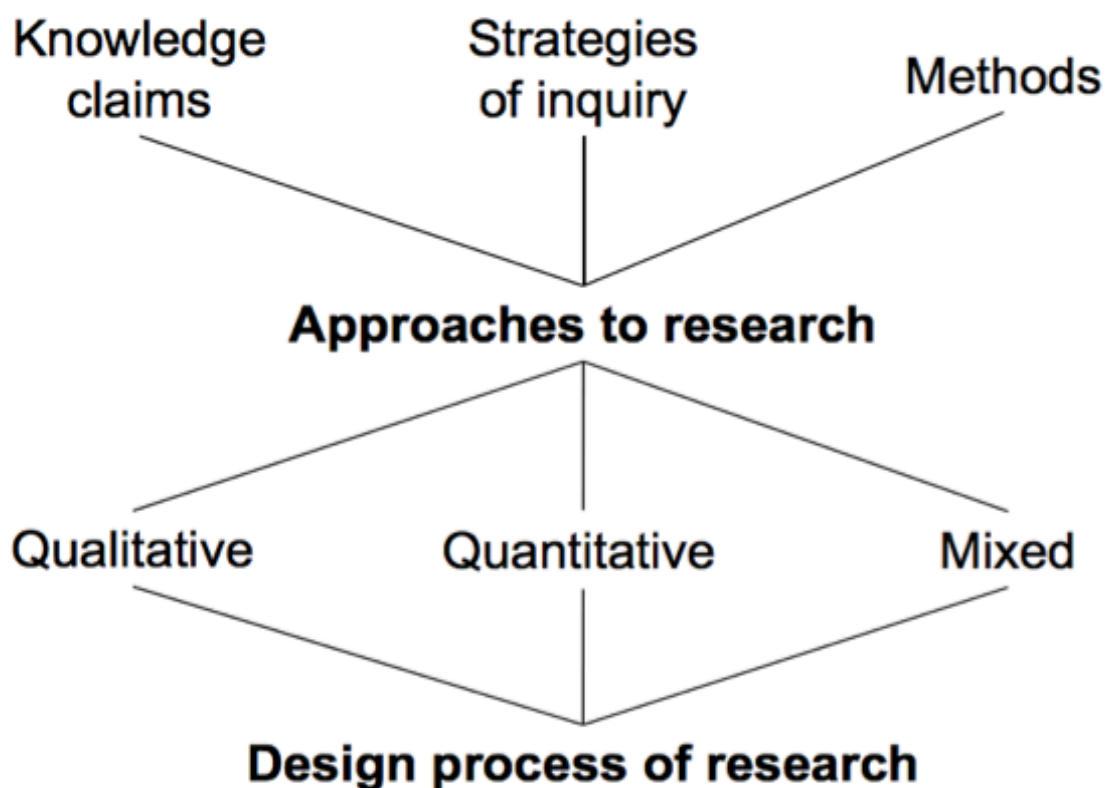 Knowledge
claims
Strategies
of inquiry
Methods
Approaches to research
Qualitative
Quantitative
Mixed
Design process of research